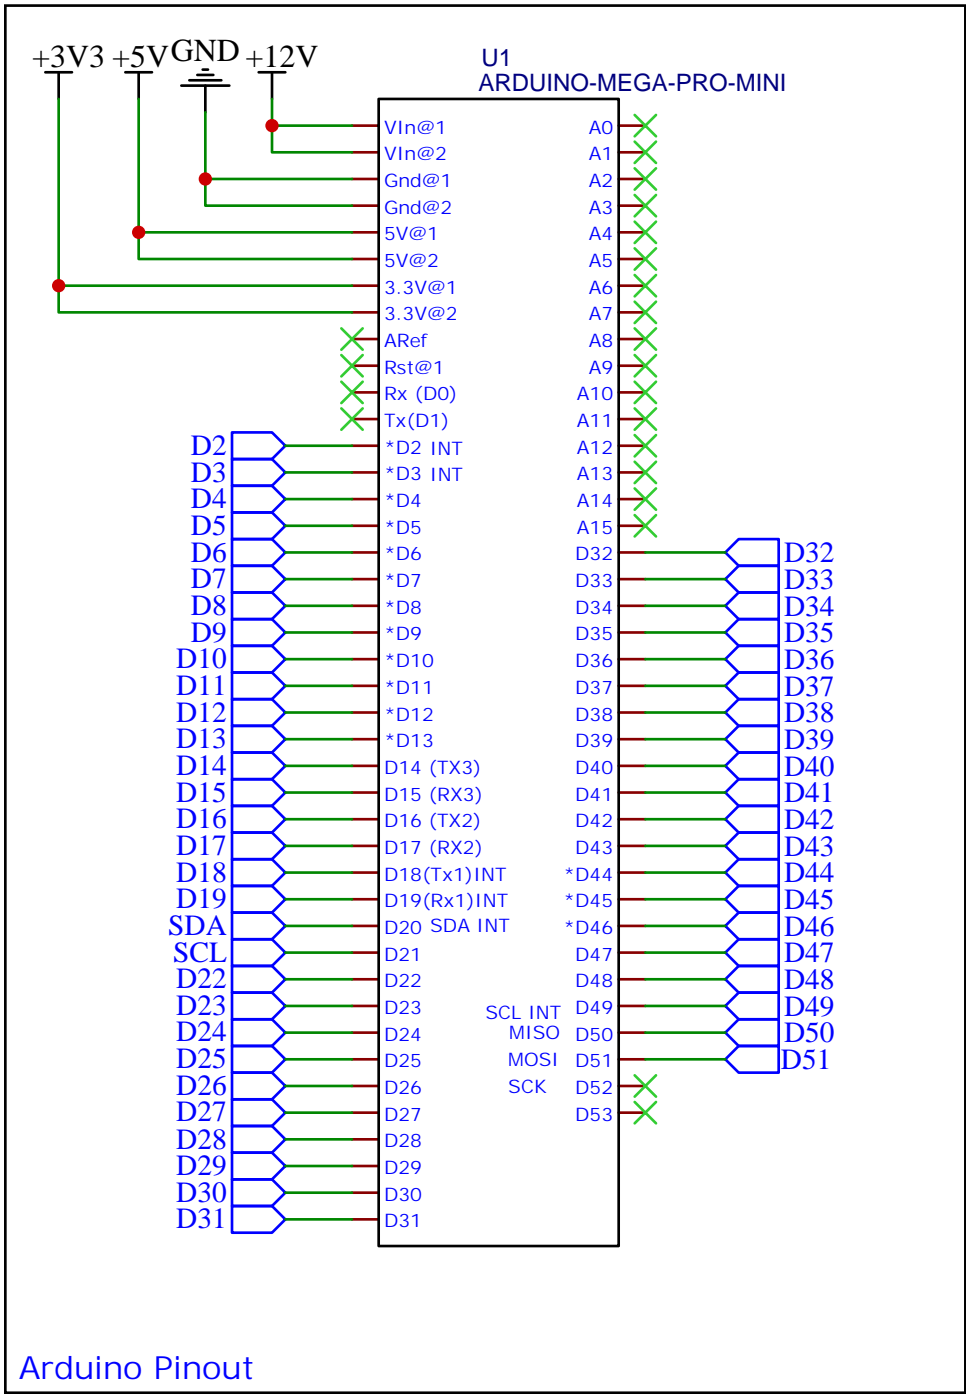 +3V3 +5V GND +12V
U1
ARDUINO-MEGA-PRO-MINI
VIn@1 A0
VIn@2 A1
Gnd@1 A2
Gnd@2 A3
5V@1 A4
5V@2 A5
3.3V@1 A6
3.3V@2 A7
ARef A8
Rst@1 A9
Rx (D0) A10
Tx(D1) A11
D2 *D2 INT A12
D3 *D3 INT A13
D4 *D4 A14
D5 *D5 A15
D6 *D6 D32 D32
D7 *D7 D33 D33
D8 *D8 D34 D34
D9 *D9 D35 D35
D10 *D10 D36 D36
D11 *D11 D37 D37
D12 *D12 D38 D38
D13 *D13 D39 D39
D14 D14 (TX3) D40 D40
D15 D15 (RX3) D41 D41
D16 D16 (TX2) D42 D42
D17 D17 (RX2) D43 D43
D18 D18(Tx1)INT *D44 D44
D19 D19(Rx1)INT *D45 D45
SDA D20 SDA INT *D46 D46
SCL D21 D47 D47
D22 D22 D48 D48
D23 D23 SCL INT D49 D49
D24 D24 MISO D50 D50
D25 D25 MOSI D51 D51
D26 D26 SCK D52
D27 D27 D53
D28 D28
D29 D29
D30 D30
D31 D31
Arduino Pinout